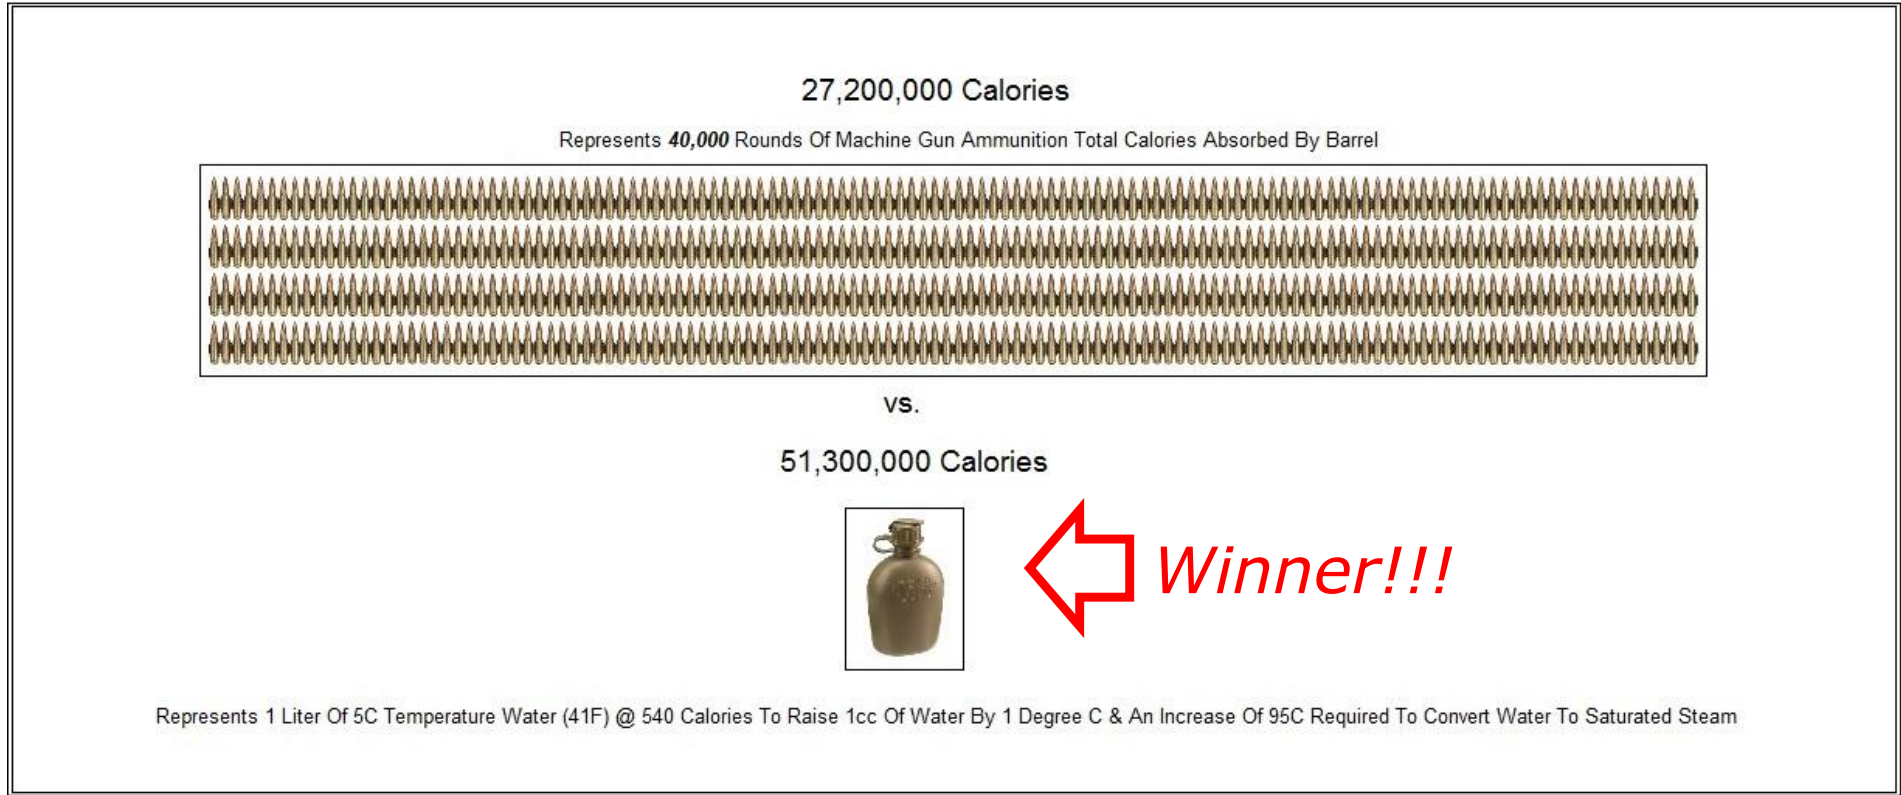 27,200,000 Calories
Represents 40,000 Rounds Of Machine Gun Ammunition Total Calories Absorbed By Barrel
vs.
51,300,000 Calories
Winner!!!
Represents 1 Liter Of 5C Temperature Water (41F) @ 540 Calories To Raise 1cc Of Water By 1 Degree C & An Increase Of 95C Required To Convert Water To Saturated Steam